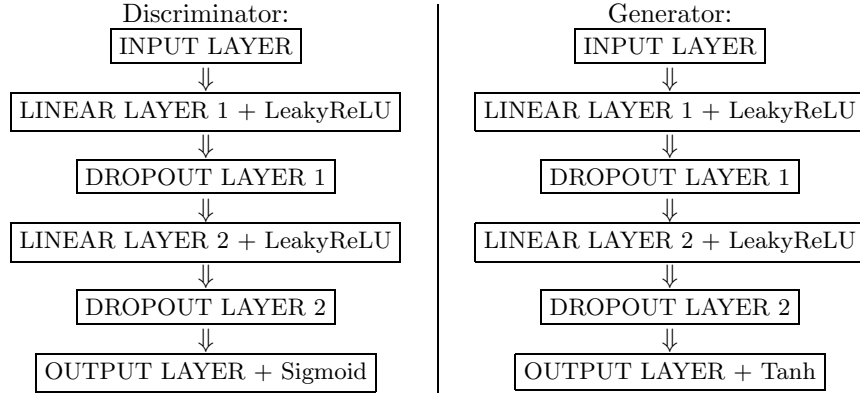 Discriminator:
INPUT LAYER
⇓
LINEAR LAYER 1 + LeakyReLU
⇓
DROPOUT LAYER 1
⇓
LINEAR LAYER 2 + LeakyReLU
⇓
DROPOUT LAYER 2
⇓
OUTPUT LAYER + Sigmoid
Generator:
INPUT LAYER
⇓
LINEAR LAYER 1 + LeakyReLU
⇓
DROPOUT LAYER 1
⇓
LINEAR LAYER 2 + LeakyReLU
⇓
DROPOUT LAYER 2
⇓
OUTPUT LAYER + Tanh